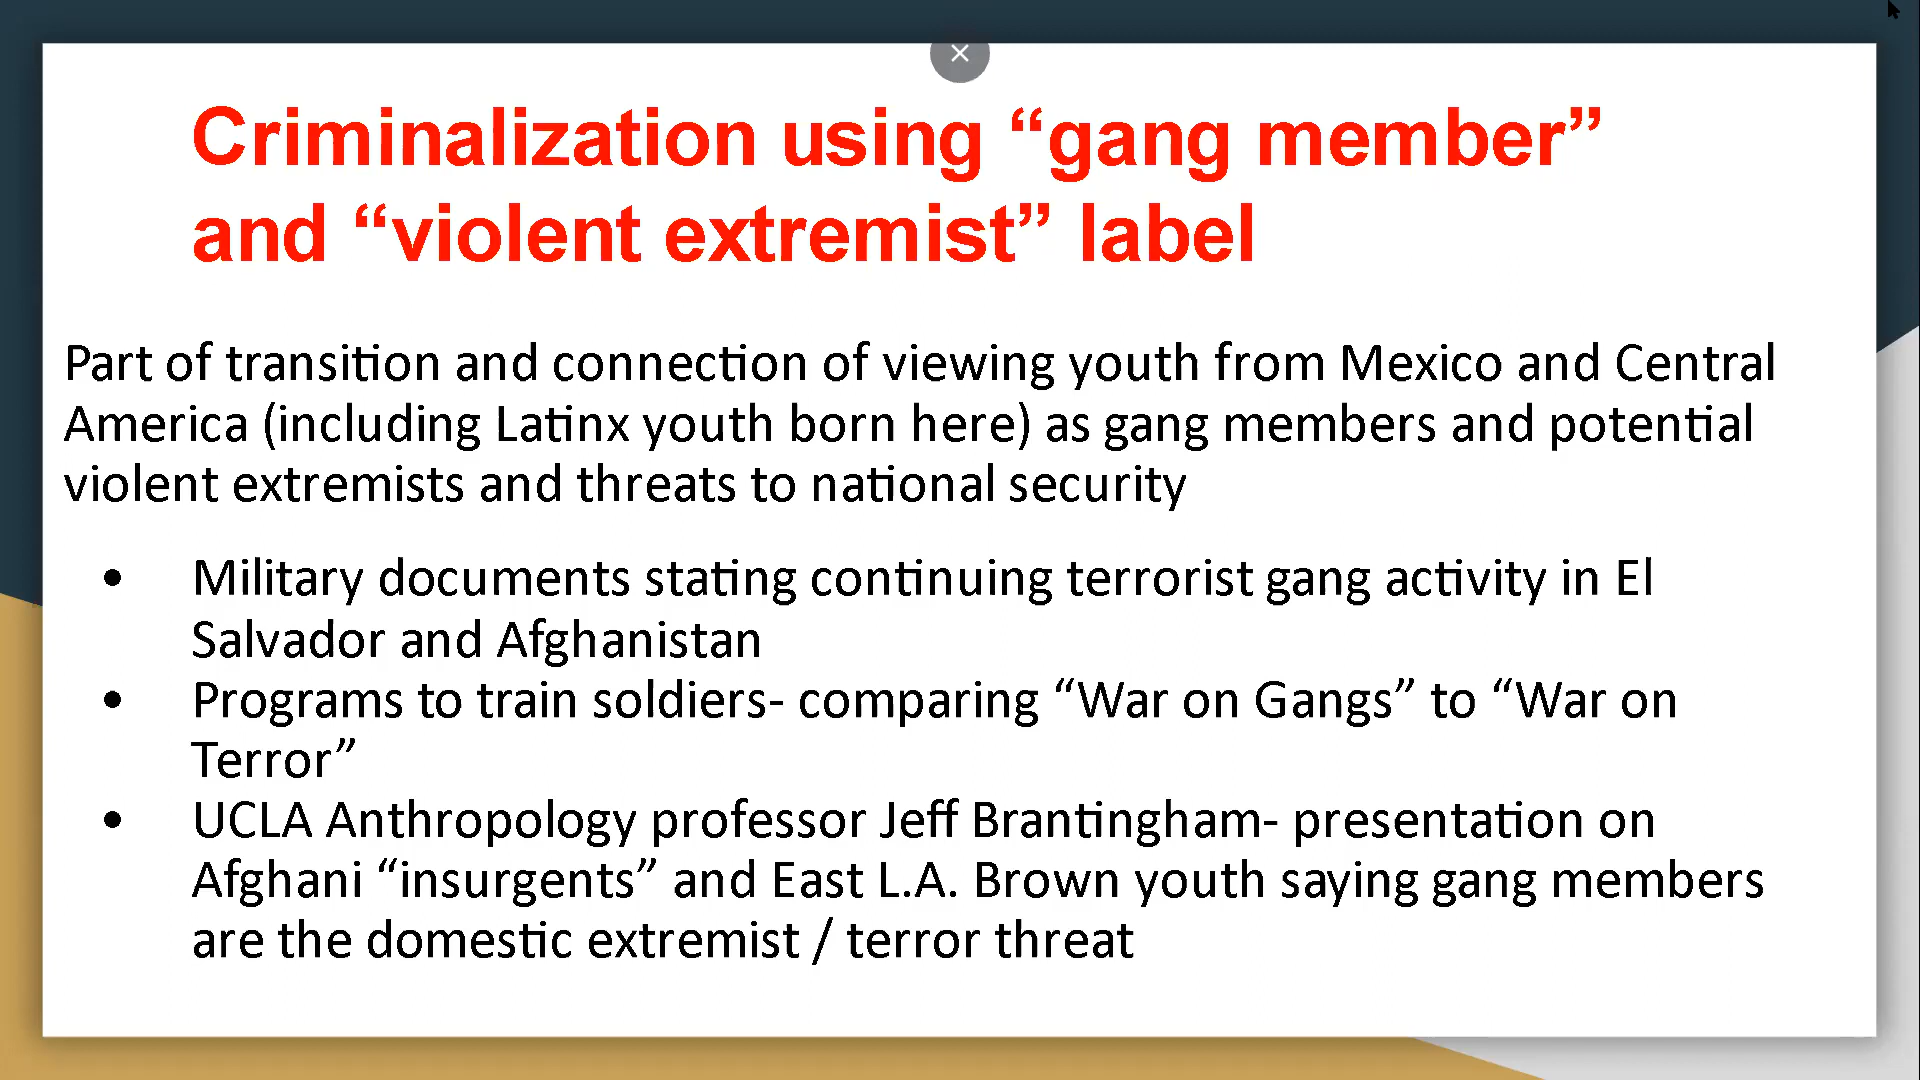 Criminalization using “gang member”
and “violent extremist” label
Part of transition and connection of viewing youth from Mexico and Central
America (including Latinx youth born here) as gang members and potential
violent extremists and threats to national security
• Military documents stating continuing terrorist gang activity in El
Salvador and Afghanistan
• Programs to train soldiers- comparing “War on Gangs” to “War on
Terror”
• UCLA Anthropology professor Jeff Brantingham- presentation on
Afghani “insurgents” and East L.A. Brown youth saying gang members
are the domestic extremist / terror threat